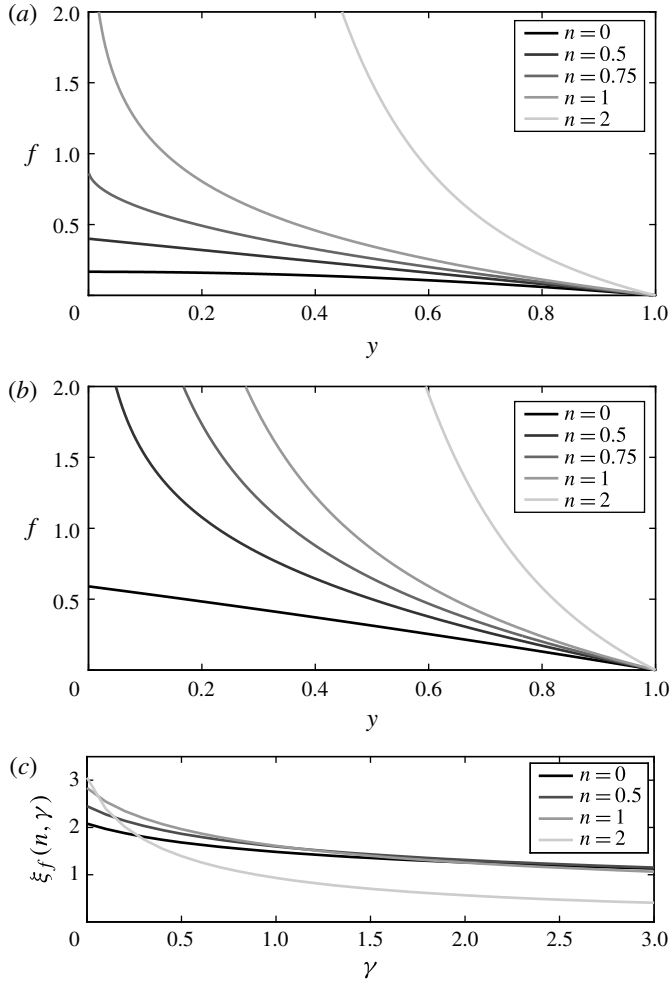 (a)
2.0
1.5
f 1.0
0.5
0 0.2 0.4 0.6 0.8 1.0
y
n = 0
n = 0.5
n = 0.75
n = 1
n = 2
(b)
2.0
1.5
f 1.0
0.5
0 0.2 0.4 0.6 0.8 1.0
y
n = 0
n = 0.5
n = 0.75
n = 1
n = 2
(c)
3
2
1
ξf (n, γ)
0 0.5 1.0 1.5 2.0 2.5 3.0
γ
n = 0
n = 0.5
n = 1
n = 2